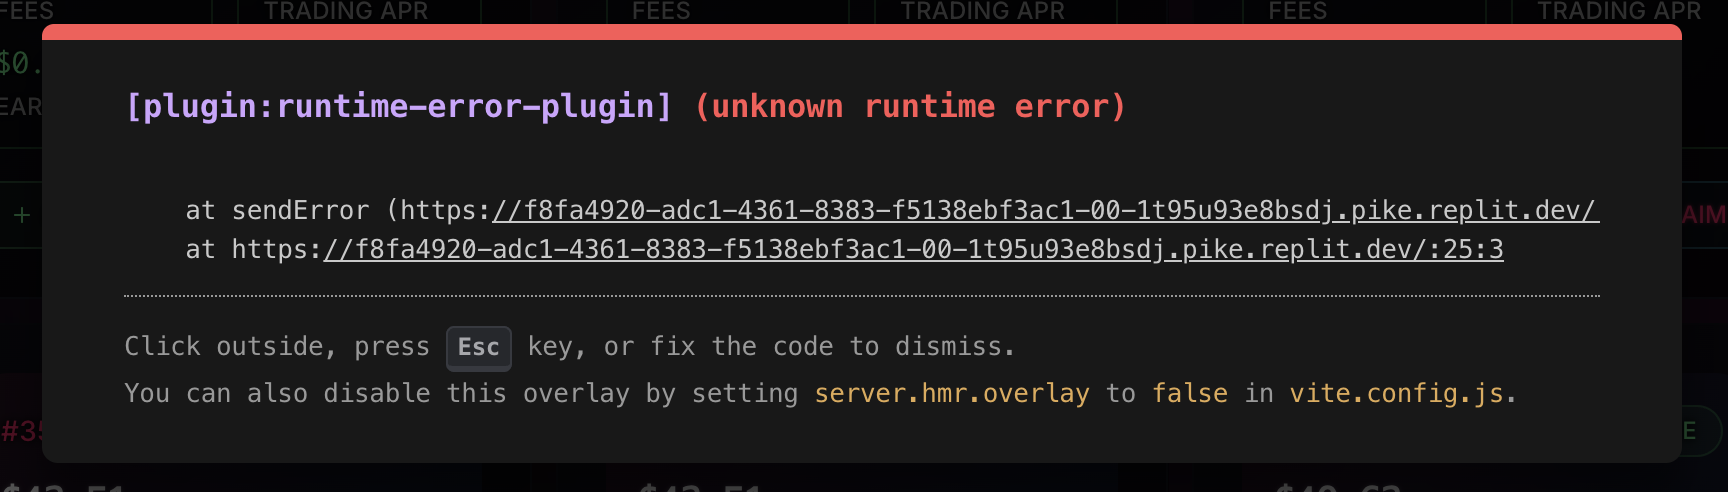 FEES TRADING APR FEES TRADING APR FEES TRADING APR
$0.
EAR
[plugin:runtime-error-plugin] (unknown runtime error)
at sendError (https://f8fa4920-adc1-4361-8383-f5138ebf3ac1-00-1t95u93e8bsdj.pike.replit.dev/
+ AIM
at https://f8fa4920-adc1-4361-8383-f5138ebf3ac1-00-1t95u93e8bsdj.pike.replit.dev/:25:3
Click outside, press Esc key, or fix the code to dismiss.
You can also disable this overlay by setting server.hmr.overlay to false in vite.config.js.
#35 E